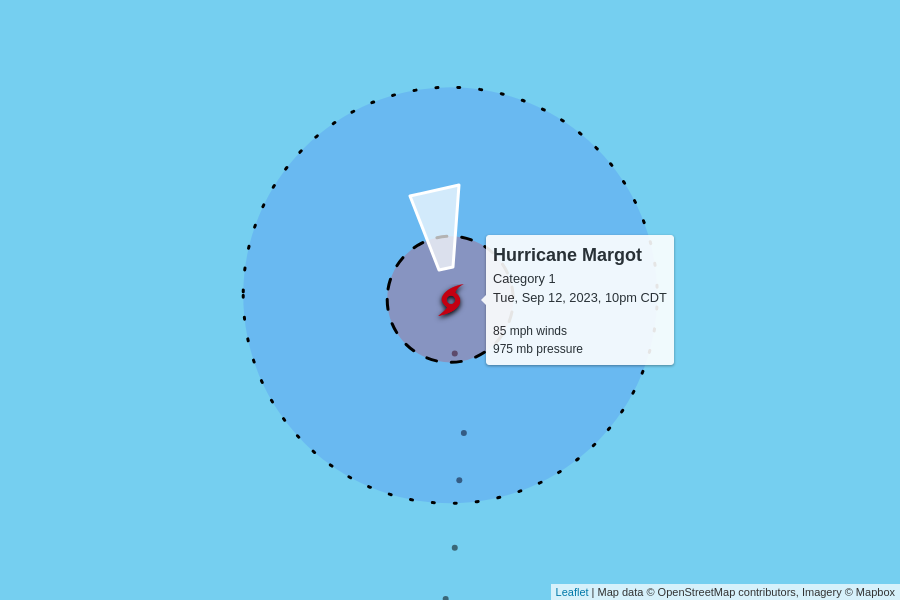 Hurricane Margot
Category 1
Tue, Sep 12, 2023, 10pm CDT
85 mph winds
975 mb pressure
Leaflet | Map data © OpenStreetMap contributors, Imagery © Mapbox